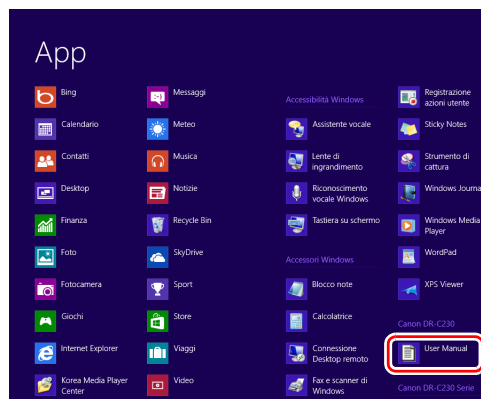 App
Bing
Calendario
Contatti
Desktop
Finanza
Foto
Fotocamera
Giochi
Internet Explorer
Korea Media Player
Center
Messaggi
Meteo
Musica
Notizie
Recycle Bin
SkyDrive
Sport
Store
Viaggi
Video
Accessibilità Windows
Assistente vocale
Lente di
ingrandimento
Riconoscimento
vocale Windows
Tastiera su schermo
Accessori Windows
Blocco note
Calcolatrice
Connessione
Desktop remoto
Fax e scanner di
Windows
Registrazione
azioni utente
Sticky Notes
Strumento di
cattura
Windows Journa
Windows Media
Player
WordPad
XPS Viewer
Canon DR-C230
User Manual
Canon DR-C230 Serie